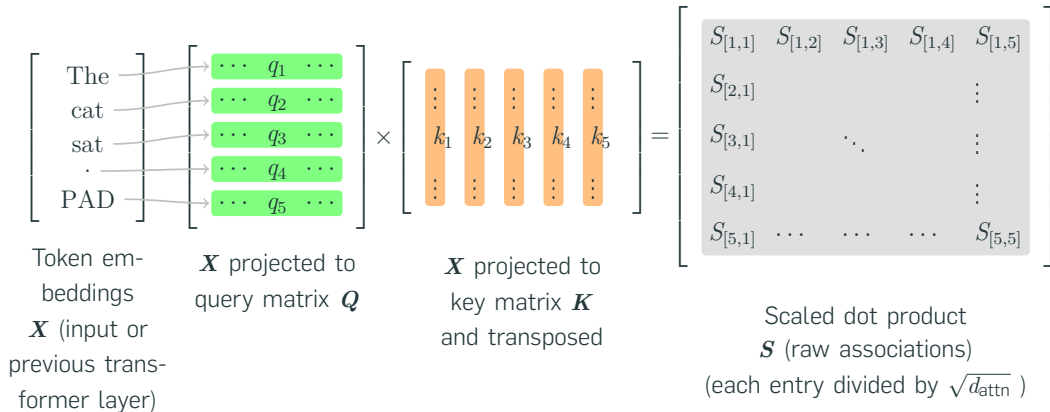 The
cat
sat
.
PAD
⋯ q₁ ⋯
⋯ q₂ ⋯
⋯ q₃ ⋯
⋯ q₄ ⋯
⋯ q₅ ⋯
×
⋮ ⋮ ⋮ ⋮ ⋮
k₁ k₂ k₃ k₄ k₅
⋮ ⋮ ⋮ ⋮ ⋮
=
S[1,1] S[1,2] S[1,3] S[1,4] S[1,5]
S[2,1] ⋮
S[3,1] ⋱ ⋮
S[4,1] ⋮
S[5,1] ⋯ ⋯ ⋯ S[5,5]
Token em-
beddings
X (input or
previous trans-
former layer)
X projected to
query matrix Q
X projected to
key matrix K
and transposed
Scaled dot product
S (raw associations)
(each entry divided by √d_attn )